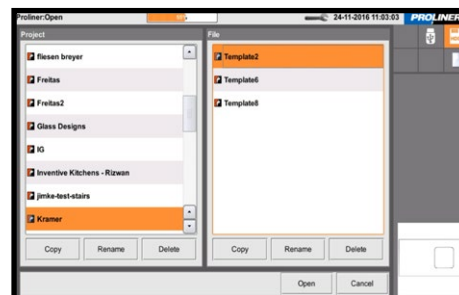 Proliner:Open 24-11-2016 11:03:03 PROLINER
Project
fliesen breyer
Freitas
Freitas2
Glass Designs
IG
Inventive Kitchens - Rizwan
jimke-test-stairs
Kramer
Copy Rename Delete
File
Template2
Template6
Template8
Copy Rename Delete
Open Cancel